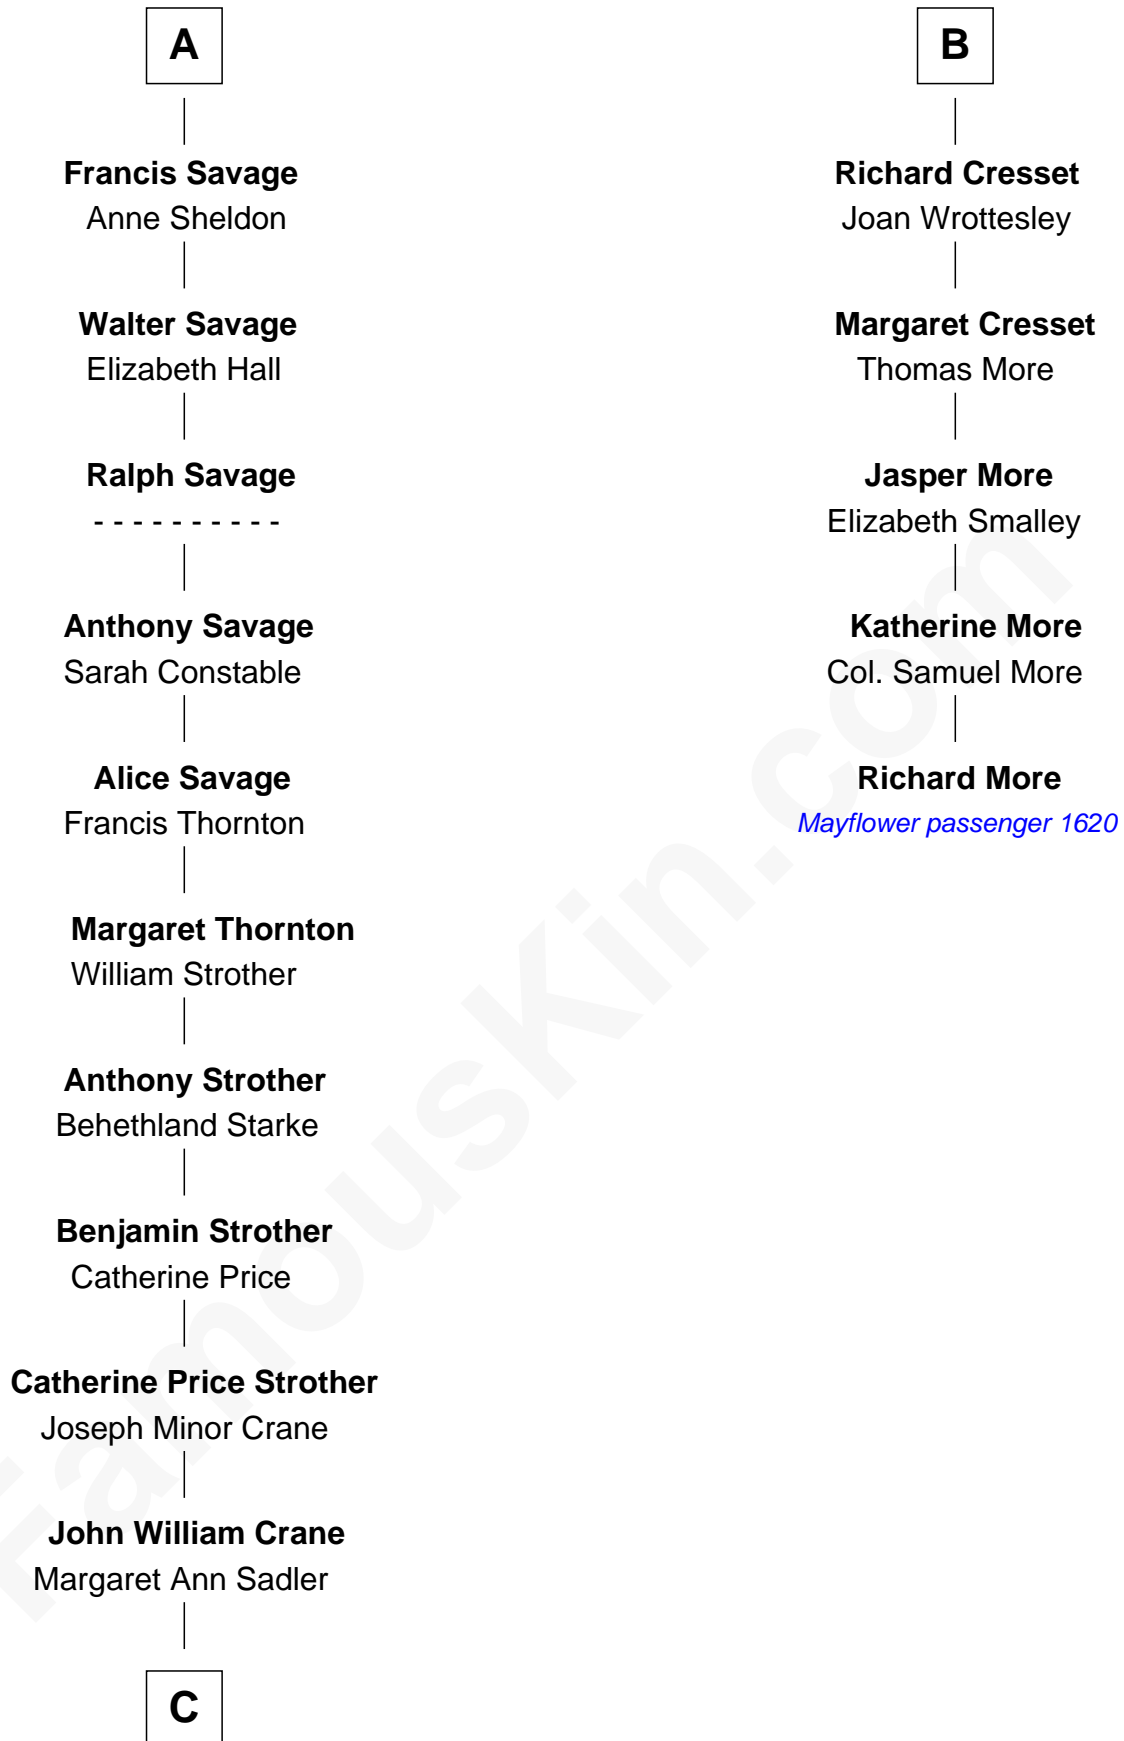 A
Francis Savage
Anne Sheldon
Walter Savage
Elizabeth Hall
Ralph Savage
- - - - - - - - - -
Anthony Savage
Sarah Constable
Alice Savage
Francis Thornton
Margaret Thornton
William Strother
Anthony Strother
Behethland Starke
Benjamin Strother
Catherine Price
Catherine Price Strother
Joseph Minor Crane
John William Crane
Margaret Ann Sadler
C
B
Richard Cresset
Joan Wrottesley
Margaret Cresset
Thomas More
Jasper More
Elizabeth Smalley
Katherine More
Col. Samuel More
Richard More
Mayflower passenger 1620
FamousKin.com